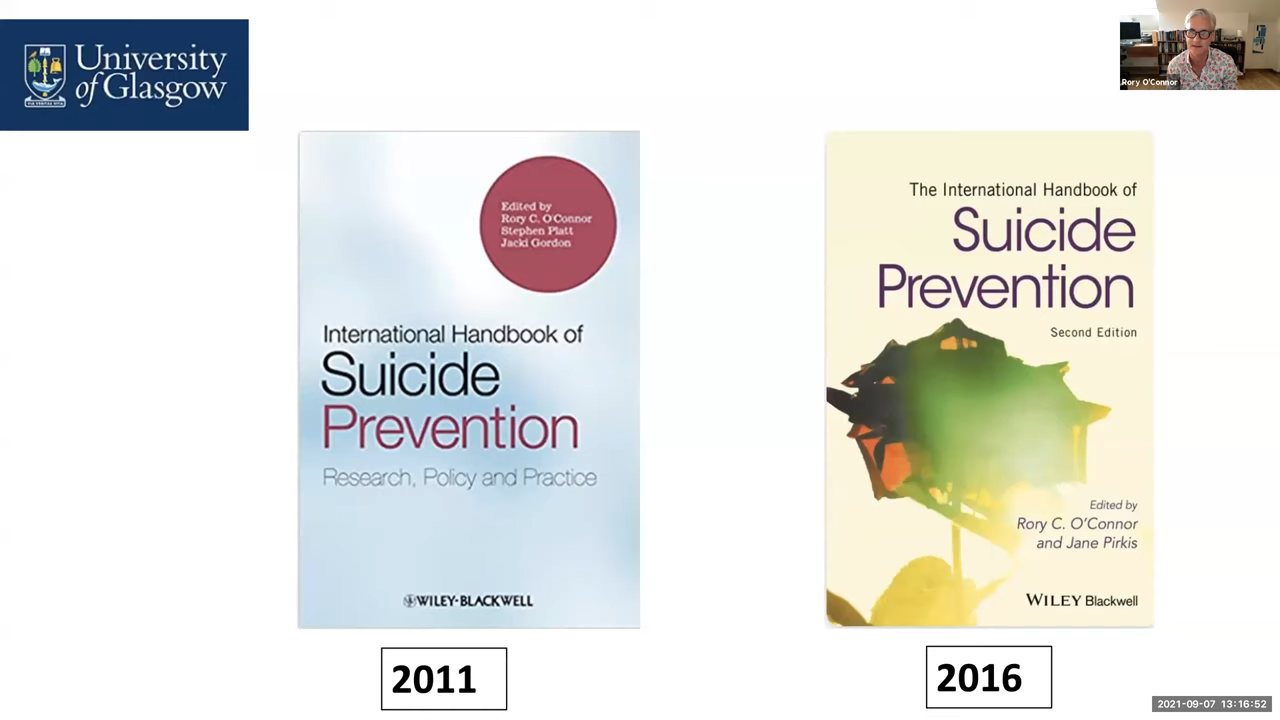 University
of Glasgow
VIA VERITAS VITA
Rory O'Connor
Edited by
Rory C. O'Connor
Stephen Platt
Jacki Gordon
International Handbook of
Suicide
Prevention
Research, Policy and Practice
WILEY-BLACKWELL
2011
The International Handbook of
Suicide
Prevention
Second Edition
Edited by
Rory C. O'Connor
and Jane Pirkis
WILEY Blackwell
2016
2021-09-07 13:16:52